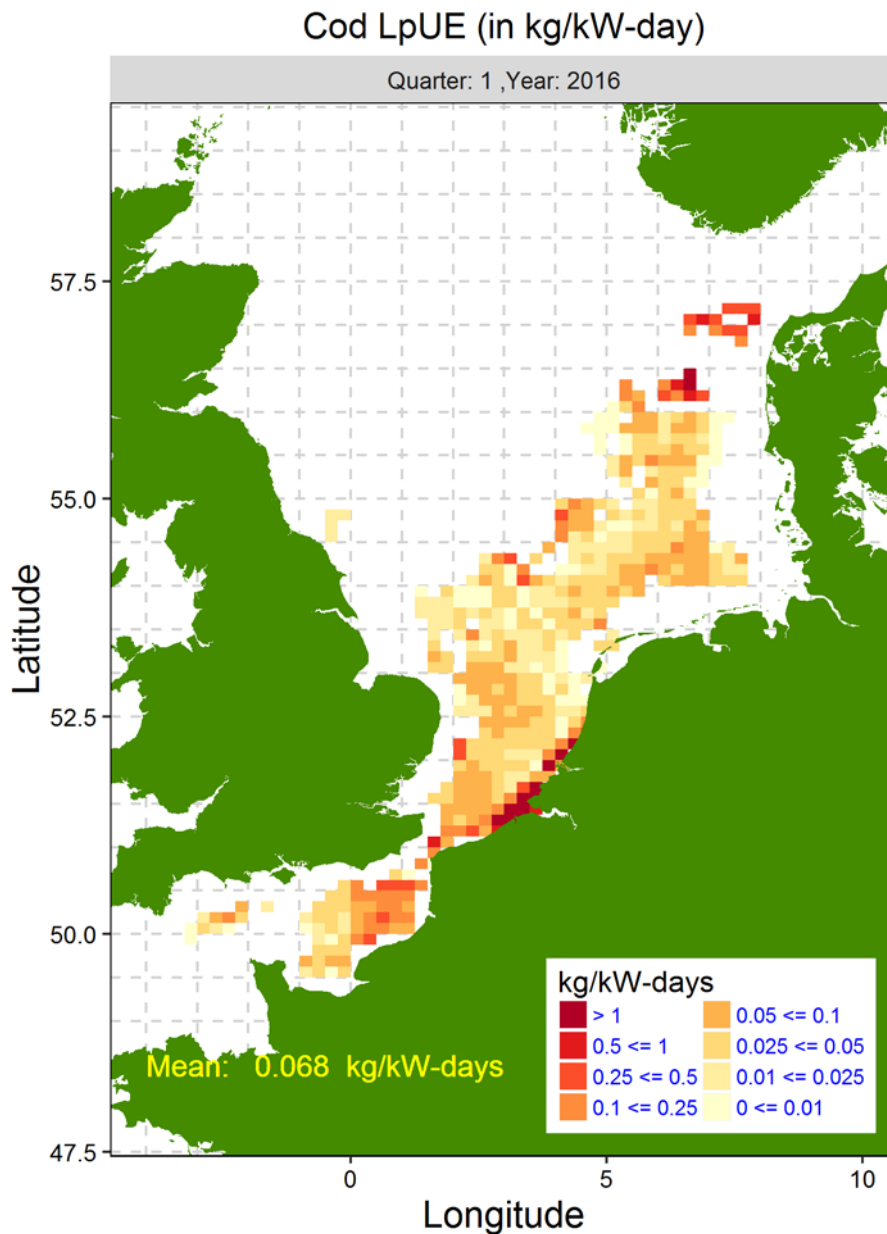 Cod LpUE (in kg/kW-day)
Quarter: 1 ,Year: 2016
57.5
55.0
52.5
50.0
47.5
Latitude
0
5
10
Longitude
Mean: 0.068 kg/kW-days
kg/kW-days
> 1
0.5 <= 1
0.25 <= 0.5
0.1 <= 0.25
0.05 <= 0.1
0.025 <= 0.05
0.01 <= 0.025
0 <= 0.01